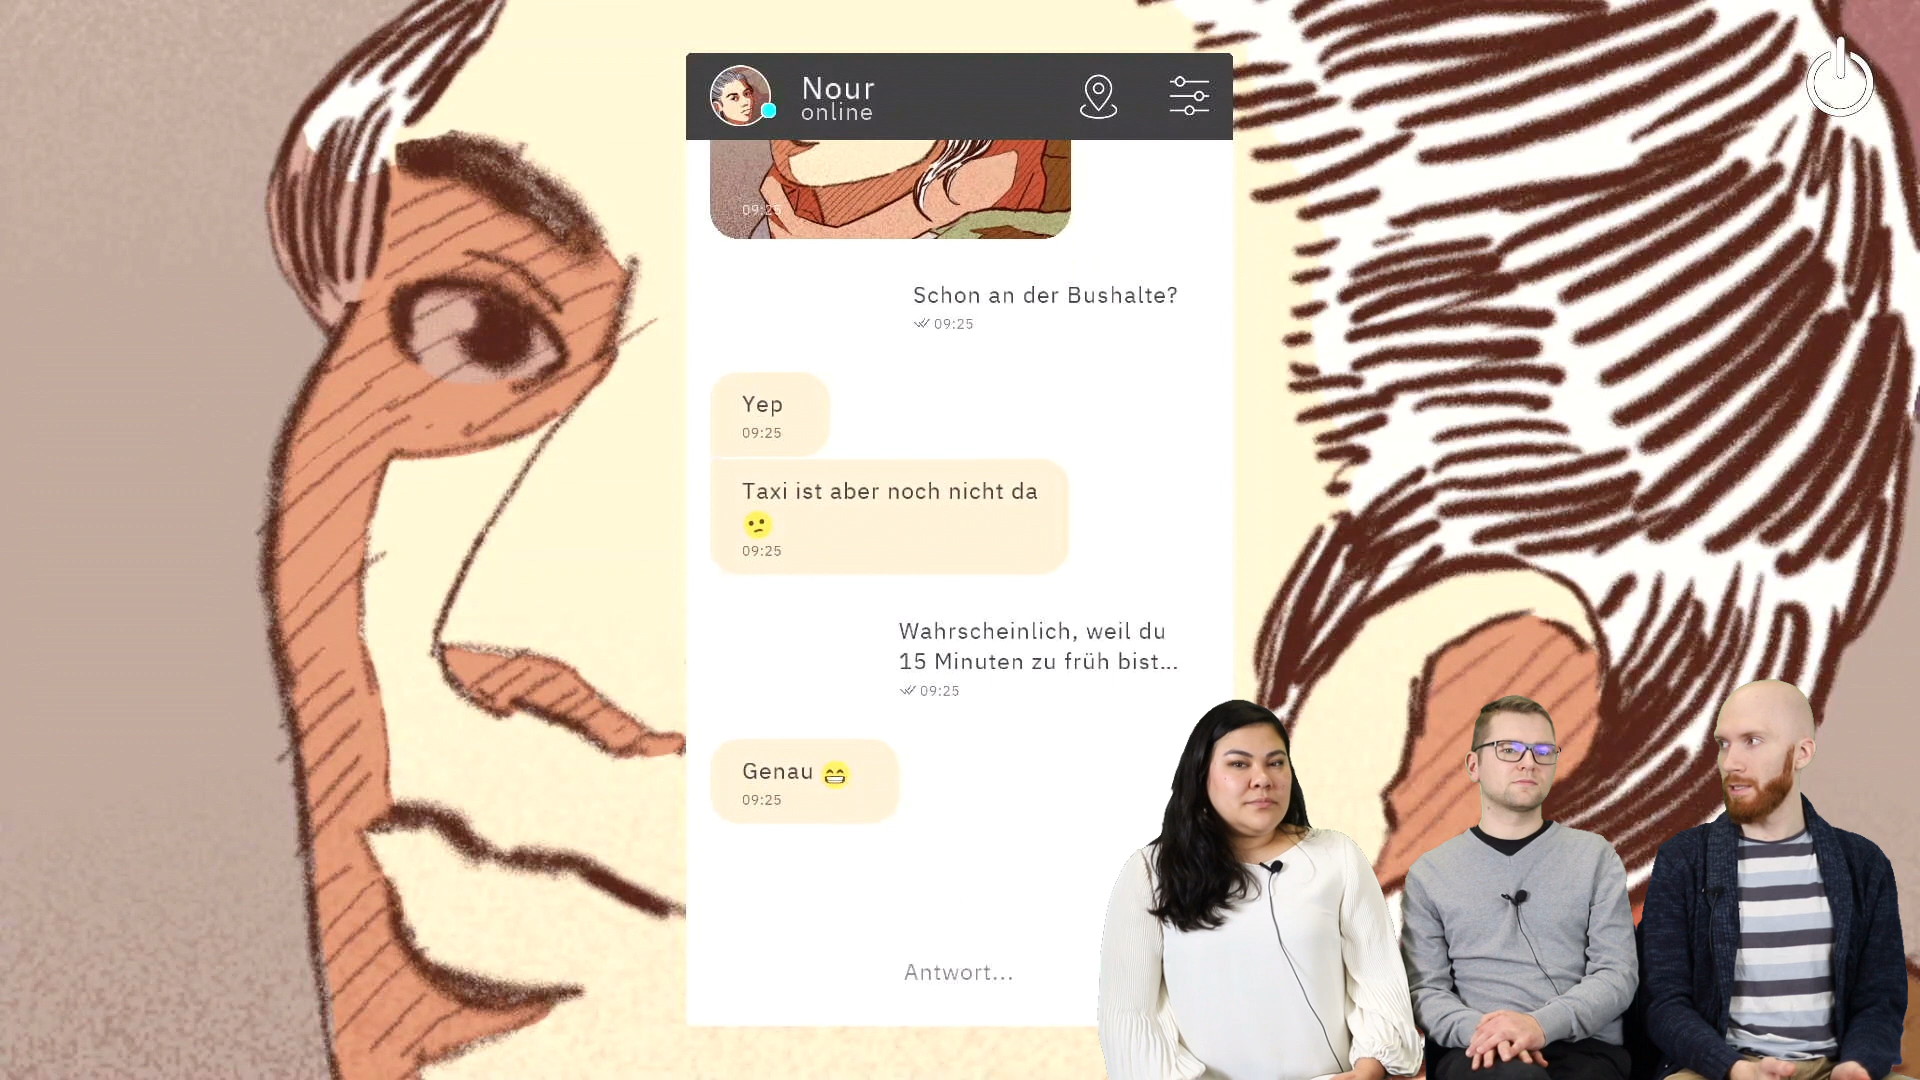 Nour
online
09:25
Schon an der Bushalte?
09:25
Yep
09:25
Taxi ist aber noch nicht da
09:25
Wahrscheinlich, weil du
15 Minuten zu früh bist...
09:25
Genau
09:25
Antwort...